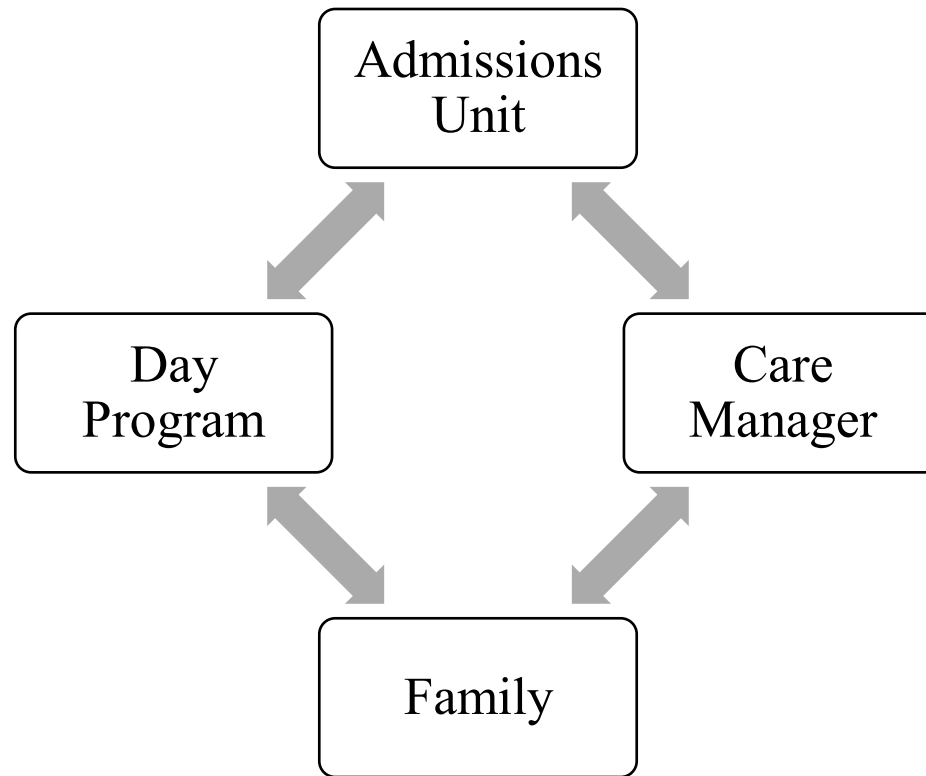 Admissions
Unit
Day
Program
Care
Manager
Family